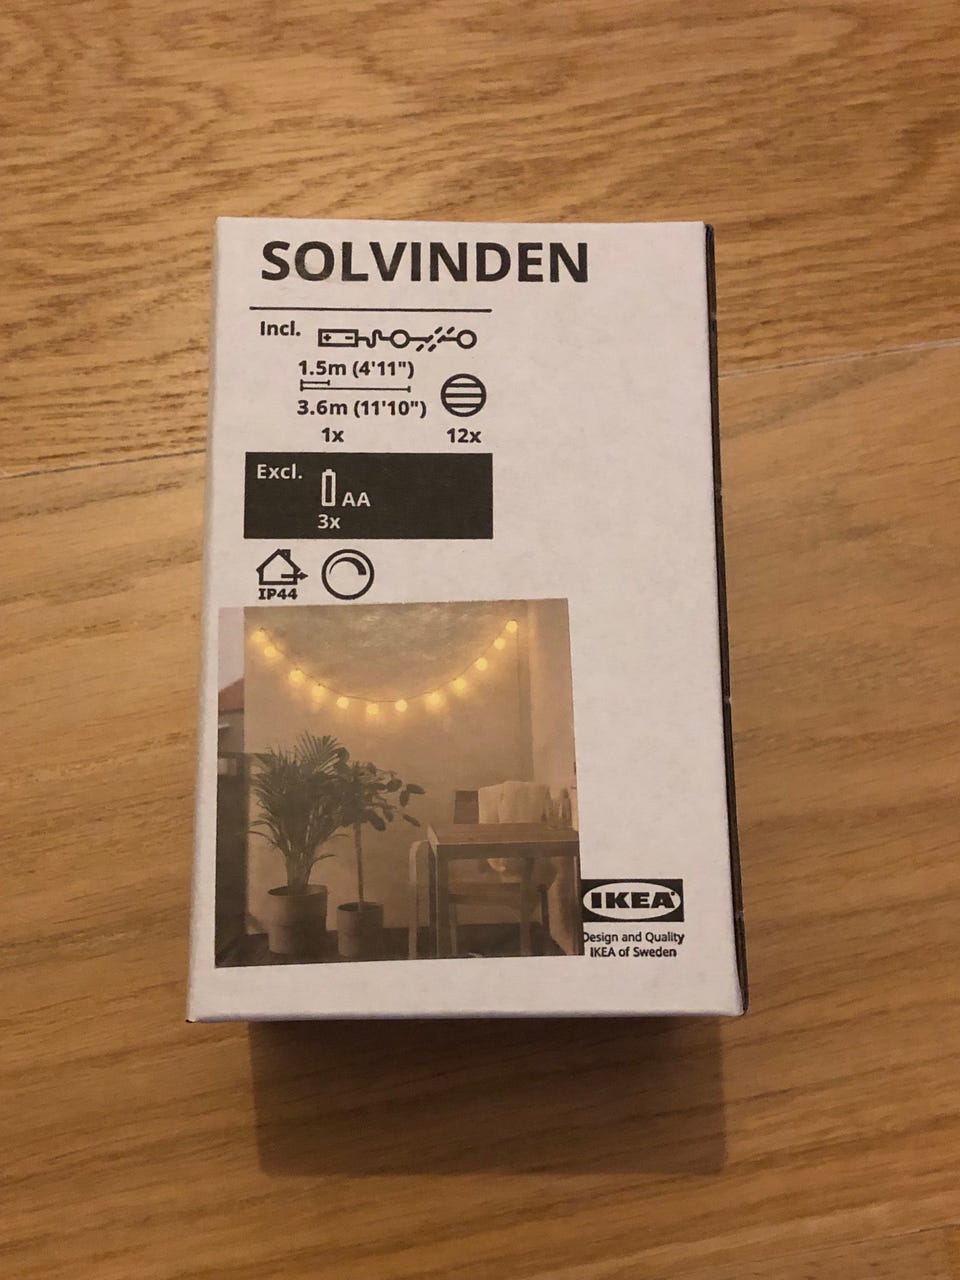 SOLVINDEN
Incl.
1.5m (4'11")
3.6m (11'10")
1x 12x
Excl.
AA
3x
IP44
IKEA
Design and Quality
IKEA of Sweden